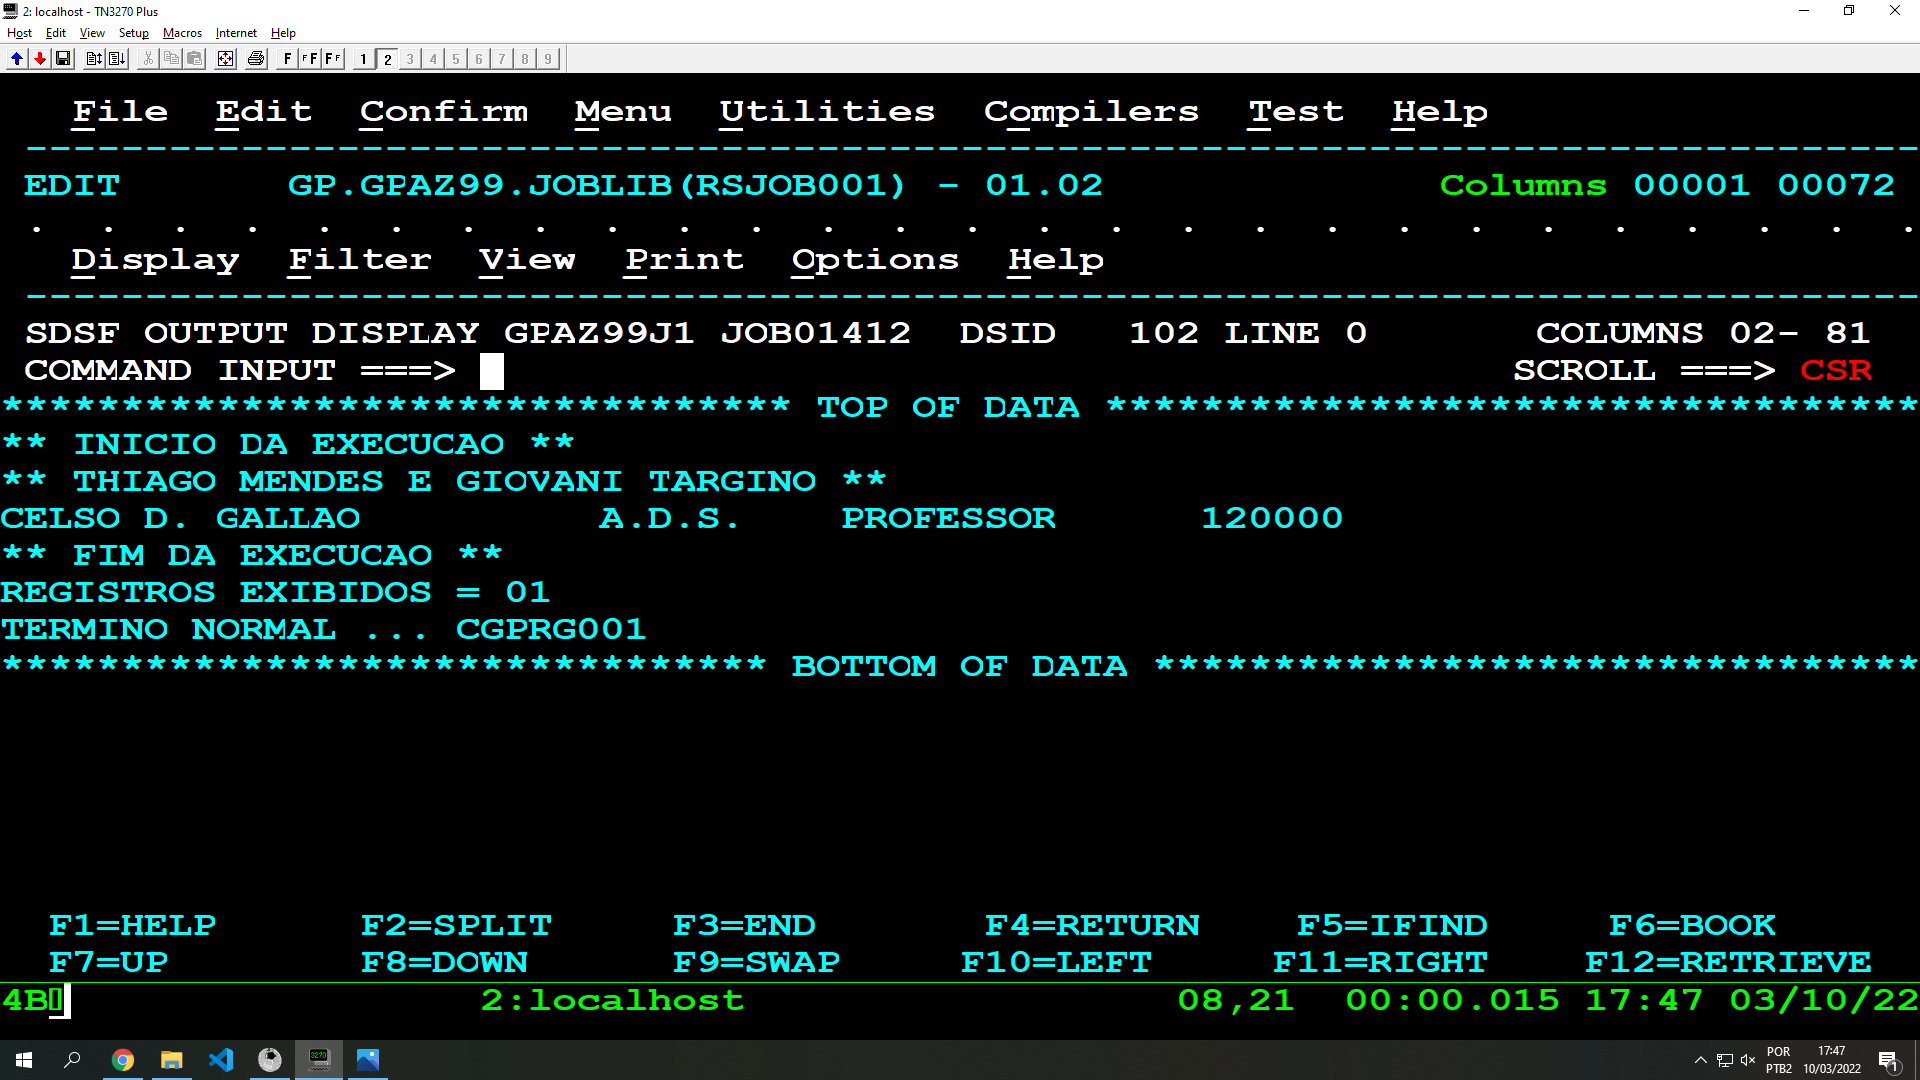 2: localhost - TN3270 Plus
Host Edit View Setup Macros Internet Help
F FF FF 1 2 3 4 5 6 7 8 9
File Edit Confirm Menu Utilities Compilers Test Help
-------------------------------------------------------------------------------
EDIT GP.GPAZ99.JOBLIB(RSJOB001) - 01.02 Columns 00001 00072
. . . . . . . . . . . . . . . . . . . . . . . . . . .
Display Filter View Print Options Help
-------------------------------------------------------------------------------
SDSF OUTPUT DISPLAY GPAZ99J1 JOB01412 DSID 102 LINE 0 COLUMNS 02- 81
COMMAND INPUT ===> SCROLL ===> CSR
********************************* TOP OF DATA **********************************
** INICIO DA EXECUCAO **
** THIAGO MENDES E GIOVANI TARGINO **
CELSO D. GALLAO A.D.S. PROFESSOR 120000
** FIM DA EXECUCAO **
REGISTROS EXIBIDOS = 01
TERMINO NORMAL ... CGPRG001
******************************** BOTTOM OF DATA ********************************
F1=HELP F2=SPLIT F3=END F4=RETURN F5=IFIND F6=BOOK
F7=UP F8=DOWN F9=SWAP F10=LEFT F11=RIGHT F12=RETRIEVE
4B 2:localhost 08,21 00:00.015 17:47 03/10/22
3270
POR 17:47
PTB2 10/03/2022 1